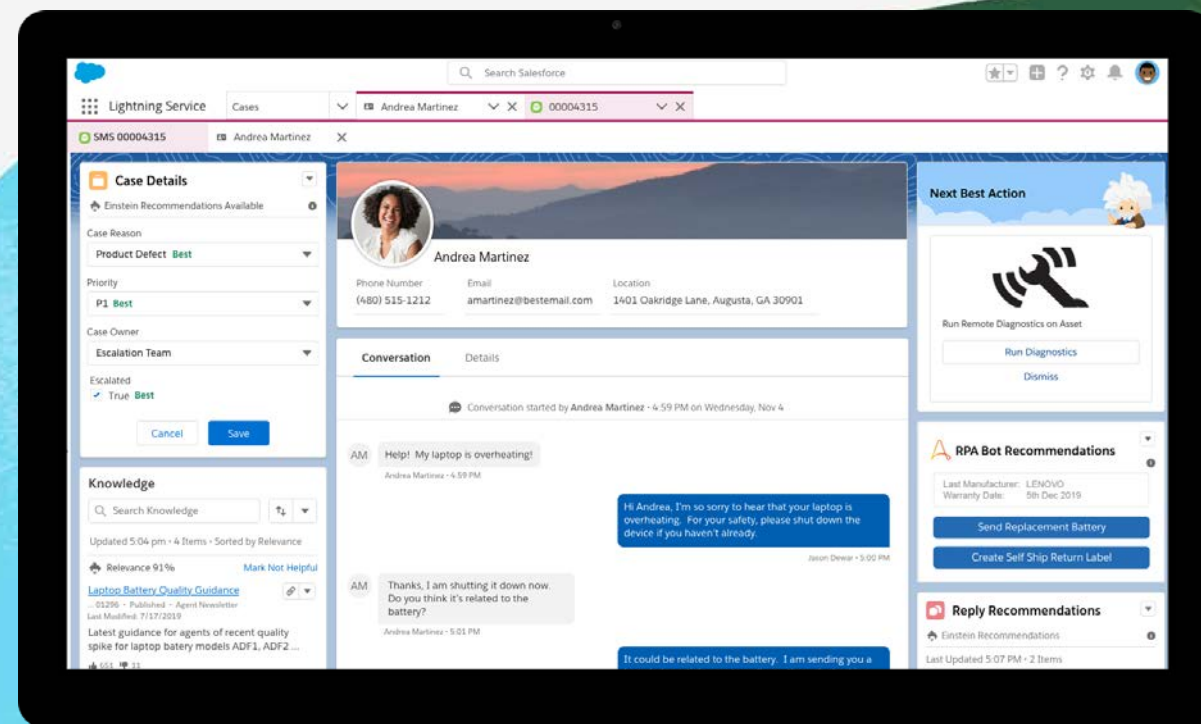 Search Salesforce
Lightning Service
Cases
Andrea Martinez
00004315
SMS 00004315
Andrea Martinez
Case Details
Einstein Recommendations Available
Case Reason
Product Defect Best
Priority
P1 Best
Case Owner
Escalation Team
Escalated
True Best
Cancel
Save
Knowledge
Search Knowledge
Updated 5:04 pm • 4 Items • Sorted by Relevance
Relevance 91%
Mark Not Helpful
Laptop Battery Quality Guidance
... 01296 - Published - Agent Newsletter
Last Modified: 7/17/2019
Latest guidance for agents of recent quality
spike for laptop batery models ADF1, ADF2 ...
551
11
Andrea Martinez
Phone Number
Email
Location
(480) 515-1212
amartinez@bestemail.com
1401 Oakridge Lane, Augusta, GA 30901
Conversation
Details
Conversation started by Andrea Martinez • 4:59 PM on Wednesday, Nov 4
AM
Help! My laptop is overheating!
Andrea Martinez • 4:59 PM
Hi Andrea, I'm so sorry to hear that your laptop is
overheating. For your safety, please shut down the
device if you haven't already.
Jason Dewar • 5:00 PM
AM
Thanks, I am shutting it down now.
Do you think it's related to the
battery?
Andrea Martinez • 5:01 PM
It could be related to the battery. I am sending you a
Next Best Action
Run Remote Diagnostics on Asset
Run Diagnostics
Dismiss
RPA Bot Recommendations
Last Manufacturer: LENOVO
Warranty Date: 5th Dec 2019
Send Replacement Battery
Create Self Ship Return Label
Reply Recommendations
Einstein Recommendations
Last Updated 5:07 PM • 2 Items